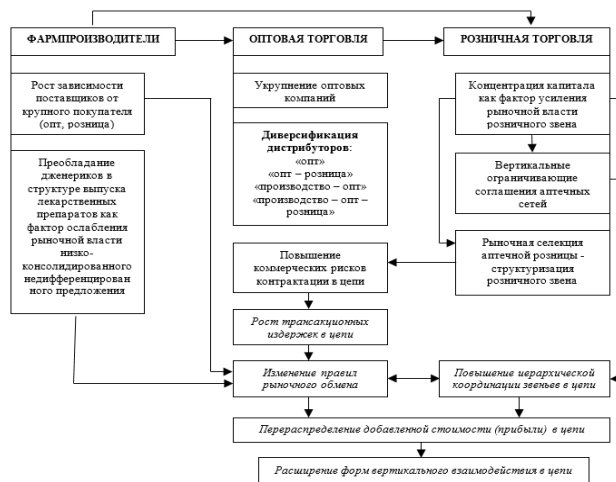 ФАРМПРОИЗВОДИТЕЛИ
ОПТОВАЯ ТОРГОВЛЯ
РОЗНИЧНАЯ ТОРГОВЛЯ
Рост зависимости
поставщиков от
крупного покупателя
(опт, розница)
Преобладание
дженериков в
структуре выпуска
лекарственных
препаратов как
фактор ослабления
рыночной власти
низко-
консолидированного
недифференцирован
ного предложения
Укрупнение оптовых
компаний
Диверсификация
дистрибуторов:
«опт»
«опт – розница»
«производство – опт»
«производство – опт –
розница»
Концентрация капитала
как фактор усиления
рыночной власти
розничного звена
Вертикальные
ограничивающие
соглашения аптечных
сетей
Рыночная селекция
аптечной розницы -
структуризация
розничного звена
Повышение
коммерческих рисков
контрактации в цепи
Рост трансакционных
издержек в цепи
Изменение правил
рыночного обмена
Повышение иерархической
координации звеньев в цепи
Перераспределение добавленной стоимости (прибыли) в цепи
Расширение форм вертикального взаимодействия в цепи